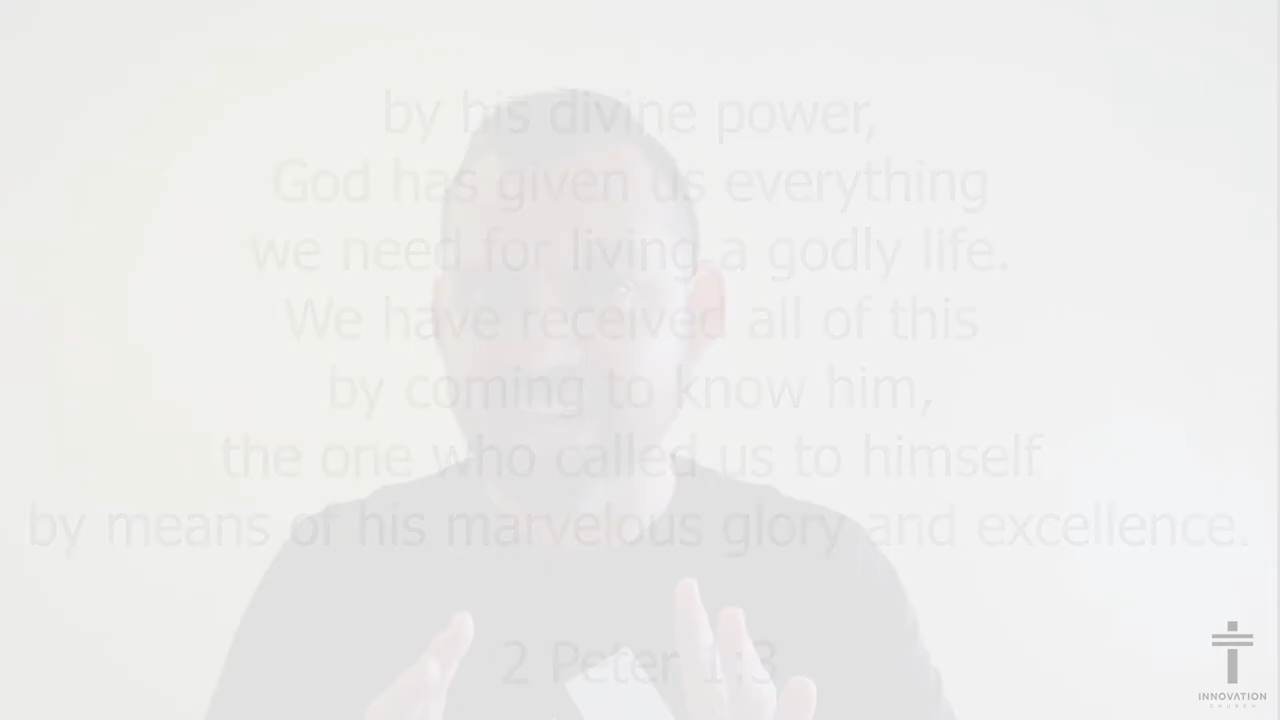 by his divine power,
God has given us everything
we need for living a godly life.
We have received all of this
by coming to know him,
the one who called us to himself
by means of his marvelous glory and excellence.
2 Peter 1:3
INNOVATION
CHURCH